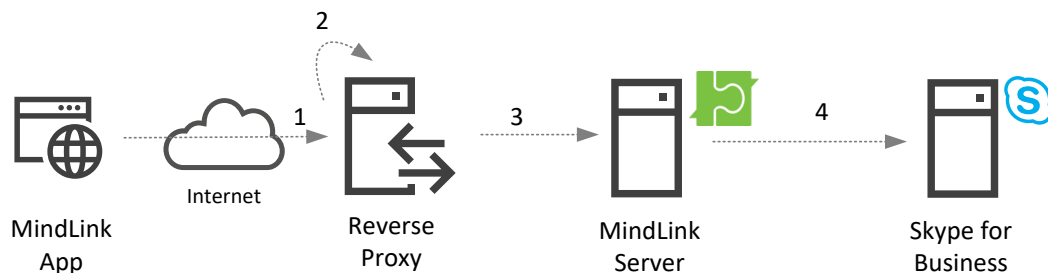 2
1
3
4
S
Internet
MindLink
App
Reverse
Proxy
MindLink
Server
Skype for
Business